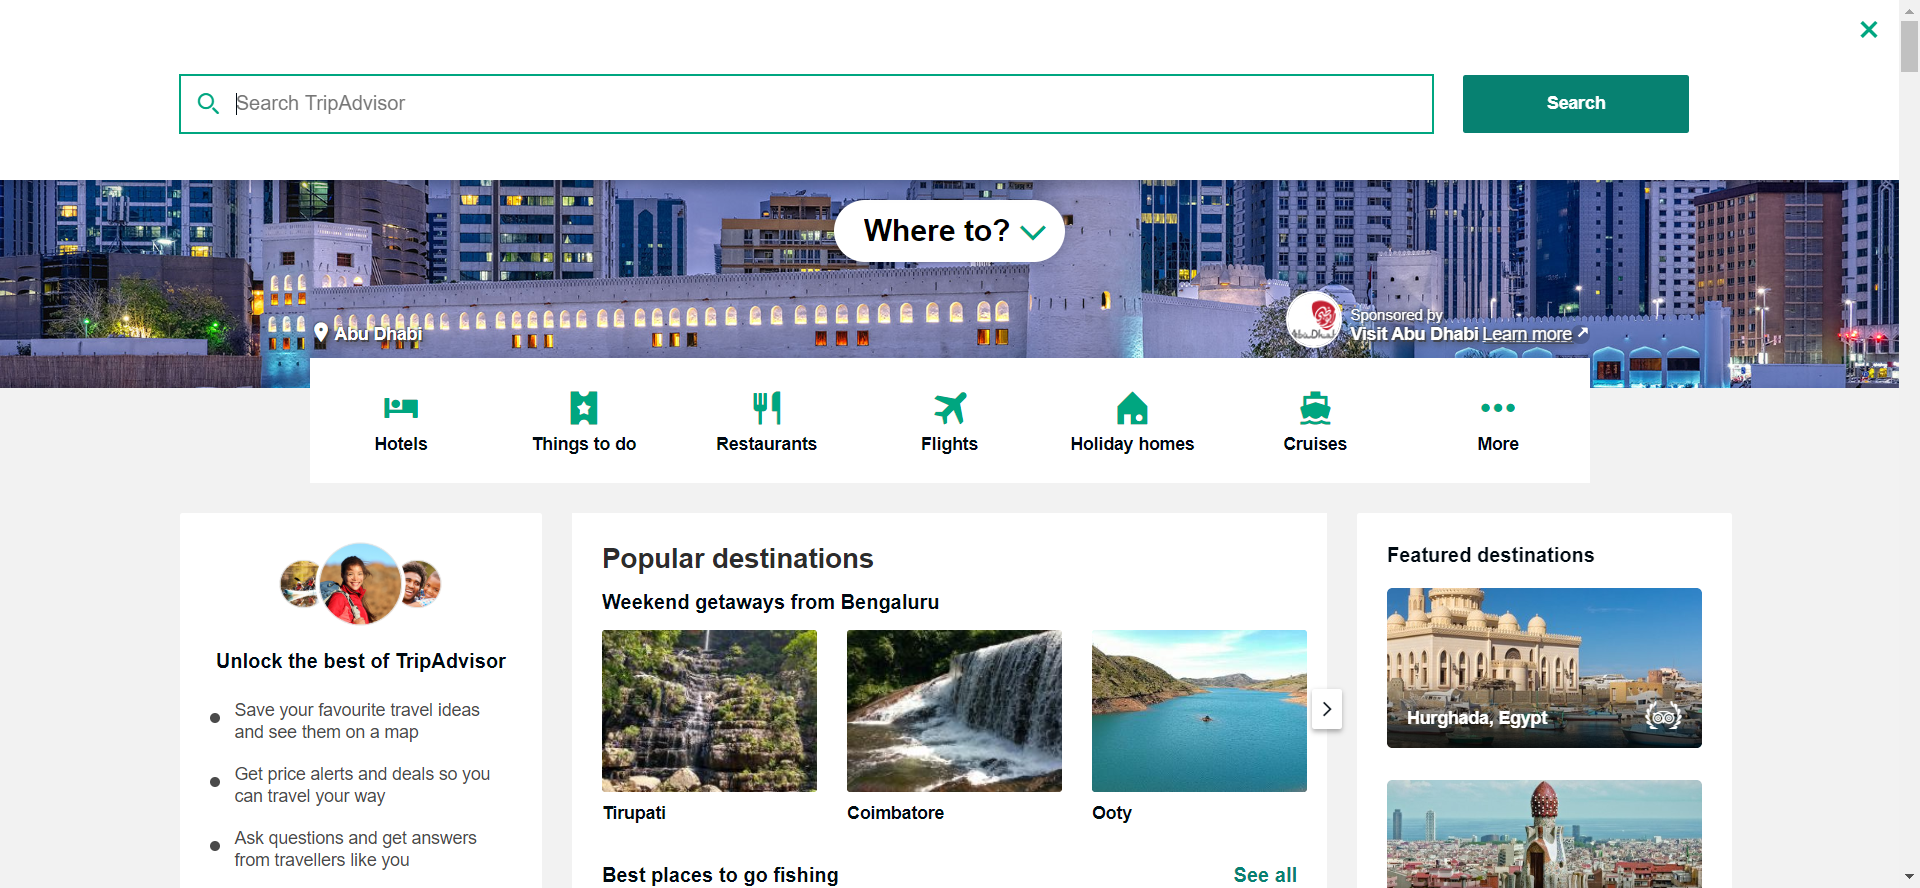 Search TripAdvisor
Search
Where to?
Abu Dhabi
Sponsored by
Visit Abu Dhabi Learn more
Hotels
Things to do
Restaurants
Flights
Holiday homes
Cruises
More
Unlock the best of TripAdvisor
Save your favourite travel ideas
and see them on a map
Get price alerts and deals so you
can travel your way
Ask questions and get answers
from travellers like you
Popular destinations
Weekend getaways from Bengaluru
Tirupati
Coimbatore
Ooty
Best places to go fishing
See all
Featured destinations
Hurghada, Egypt